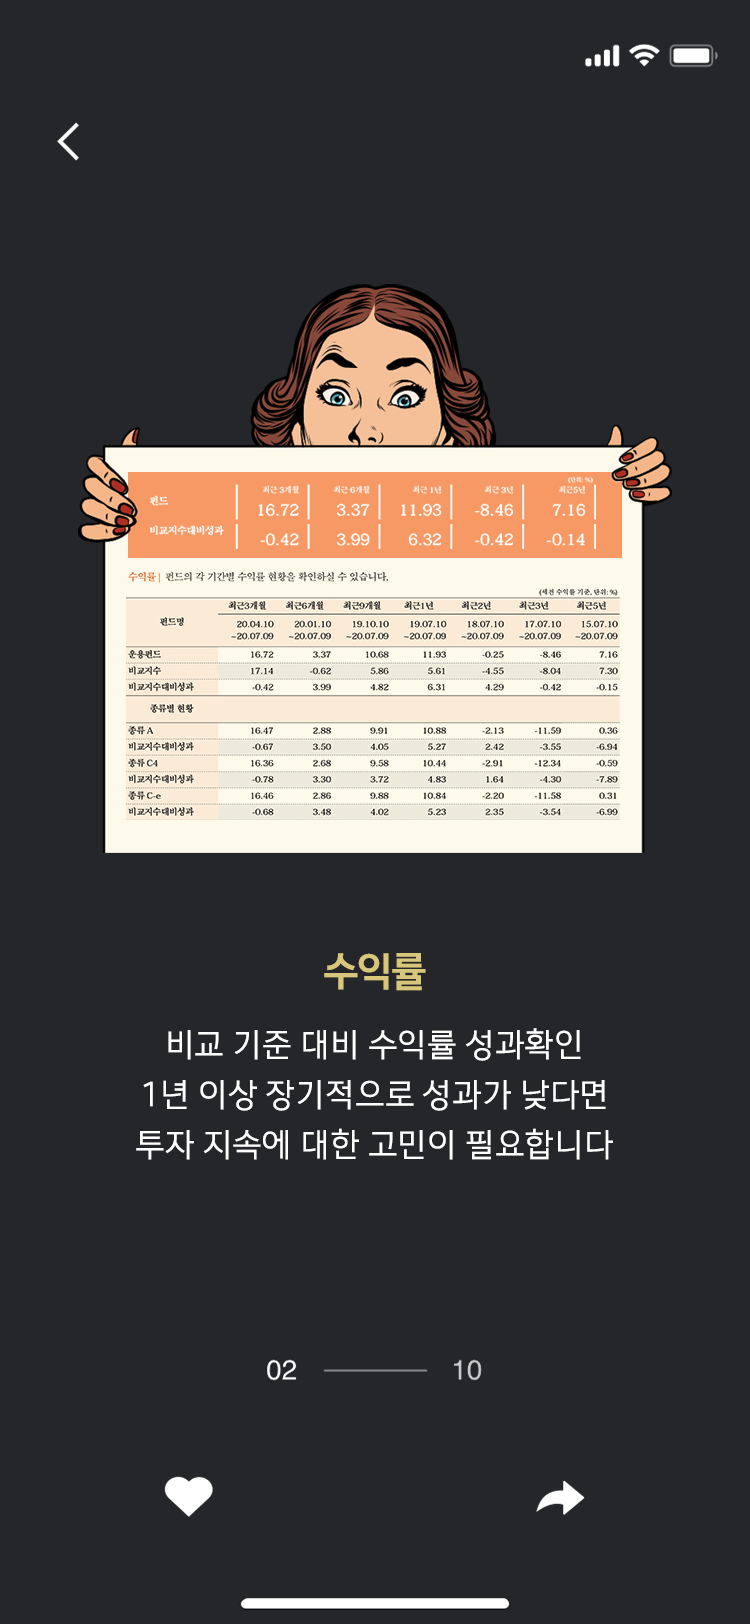 (단위: %)
최근 3개월 최근 6개월 최근 1년 최근 3년 최근5년
펀드 16.72 3.37 11.93 -8.46 7.16
비교지수대비성과 -0.42 3.99 6.32 -0.42 -0.14
수익률 | 펀드의 각 기간별 수익률 현황을 확인하실 수 있습니다.
(세전 수익률 기준, 단위: %)
펀드명 최근3개월 최근6개월 최근9개월 최근1년 최근2년 최근3년 최근5년
20.04.10 20.01.10 19.10.10 19.07.10 18.07.10 17.07.10 15.07.10
~20.07.09 ~20.07.09 ~20.07.09 ~20.07.09 ~20.07.09 ~20.07.09 ~20.07.09
운용펀드 16.72 3.37 10.68 11.93 -0.25 -8.46 7.16
비교지수 17.14 -0.62 5.86 5.61 -4.55 -8.04 7.30
비교지수대비성과 -0.42 3.99 4.82 6.31 4.29 -0.42 -0.15
종류별 현황
종류 A 16.47 2.88 9.91 10.88 -2.13 -11.59 0.36
비교지수대비성과 -0.67 3.50 4.05 5.27 2.42 -3.55 -6.94
종류 C4 16.36 2.68 9.58 10.44 -2.91 -12.34 -0.59
비교지수대비성과 -0.78 3.30 3.72 4.83 1.64 -4.30 -7.89
종류 C-e 16.46 2.86 9.88 10.84 -2.20 -11.58 0.31
비교지수대비성과 -0.68 3.48 4.02 5.23 2.35 -3.54 -6.99
수익률
비교 기준 대비 수익률 성과확인
1년 이상 장기적으로 성과가 낮다면
투자 지속에 대한 고민이 필요합니다
02 10